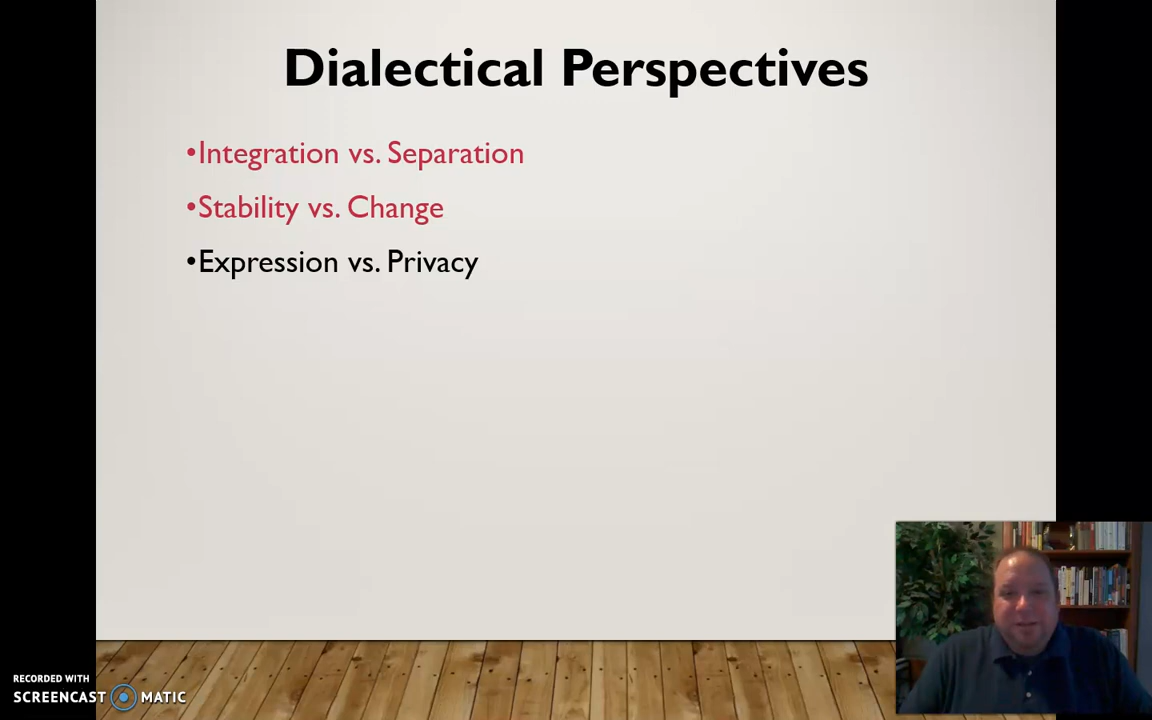 Dialectical Perspectives
•Integration vs. Separation
•Stability vs. Change
•Expression vs. Privacy
RECORDED WITH
SCREENCAST MATIC